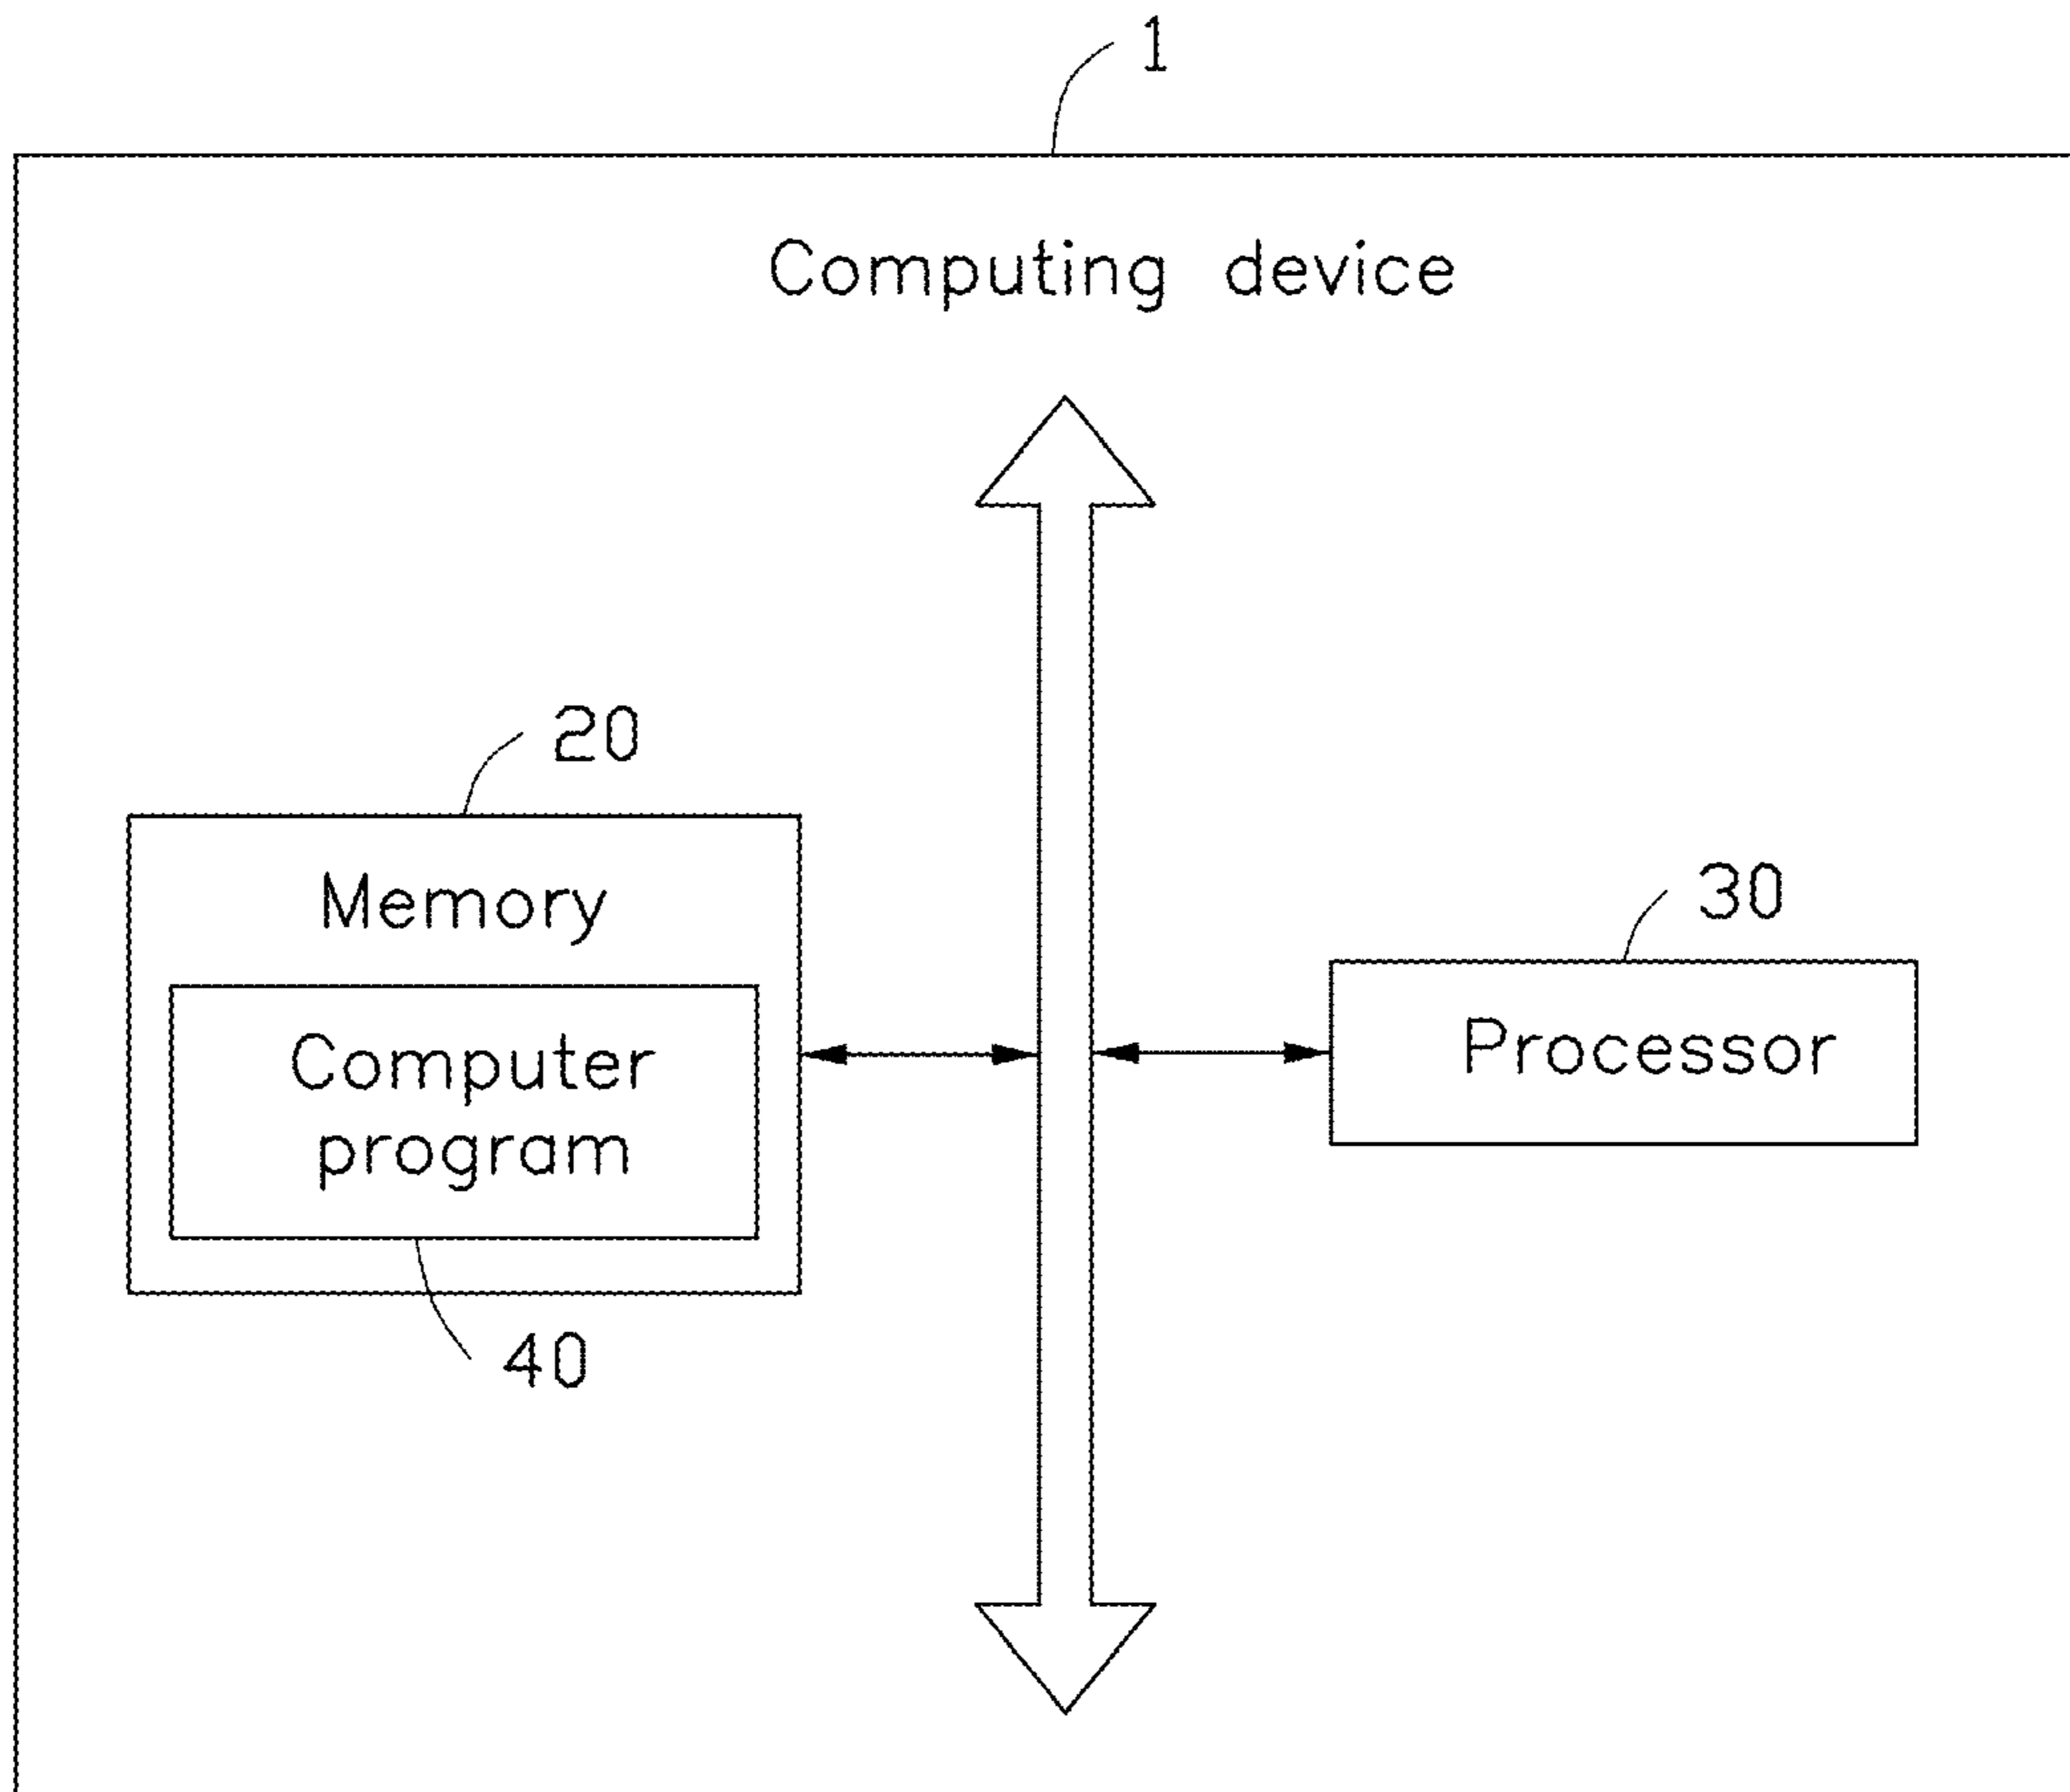 1
Computing device
20
Memory
30
Computer
program
Processor
40